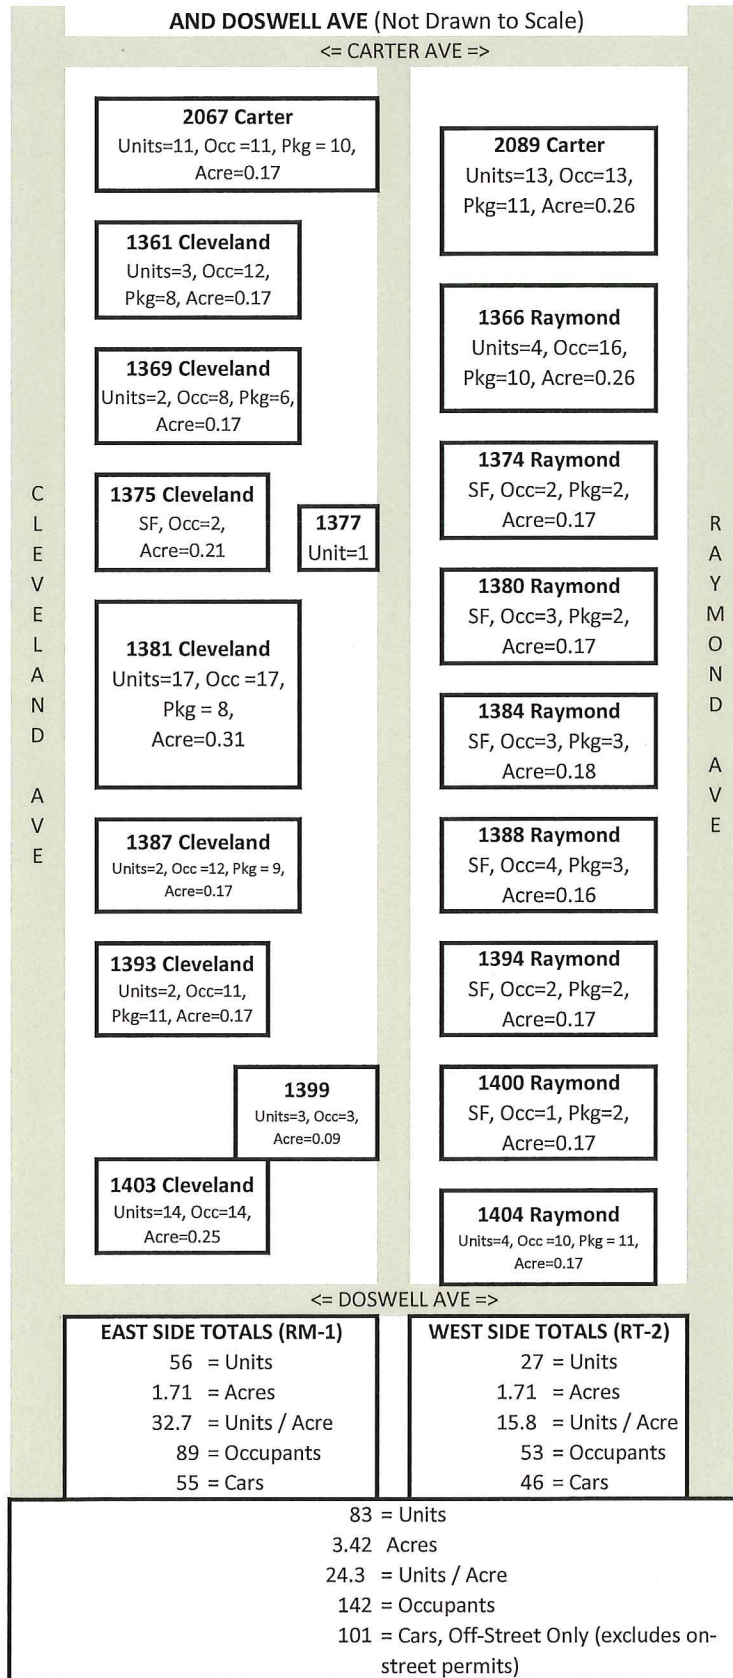 AND DOSWELL AVE (Not Drawn to Scale)
<= CARTER AVE =>
CLEVELAND AVE
2067 Carter
Units=11, Occ =11, Pkg = 10,
Acre=0.17
1361 Cleveland
Units=3, Occ=12,
Pkg=8, Acre=0.17
1369 Cleveland
Units=2, Occ=8, Pkg=6,
Acre=0.17
1375 Cleveland
SF, Occ=2,
Acre=0.21
1377
Unit=1
1381 Cleveland
Units=17, Occ =17,
Pkg = 8,
Acre=0.31
1387 Cleveland
Units=2, Occ =12, Pkg = 9,
Acre=0.17
1393 Cleveland
Units=2, Occ=11,
Pkg=11, Acre=0.17
1399
Units=3, Occ=3,
Acre=0.09
1403 Cleveland
Units=14, Occ=14,
Acre=0.25
2089 Carter
Units=13, Occ=13,
Pkg=11, Acre=0.26
1366 Raymond
Units=4, Occ=16,
Pkg=10, Acre=0.26
1374 Raymond
SF, Occ=2, Pkg=2,
Acre=0.17
1380 Raymond
SF, Occ=3, Pkg=2,
Acre=0.17
1384 Raymond
SF, Occ=3, Pkg=3,
Acre=0.18
1388 Raymond
SF, Occ=4, Pkg=3,
Acre=0.16
1394 Raymond
SF, Occ=2, Pkg=2,
Acre=0.17
1400 Raymond
SF, Occ=1, Pkg=2,
Acre=0.17
1404 Raymond
Units=4, Occ =10, Pkg = 11,
Acre=0.17
RAYMOND AVE
<= DOSWELL AVE =>
EAST SIDE TOTALS (RM-1)
56 = Units
1.71 = Acres
32.7 = Units / Acre
89 = Occupants
55 = Cars
WEST SIDE TOTALS (RT-2)
27 = Units
1.71 = Acres
15.8 = Units / Acre
53 = Occupants
46 = Cars
83 = Units
3.42 Acres
24.3 = Units / Acre
142 = Occupants
101 = Cars, Off-Street Only (excludes on-
street permits)